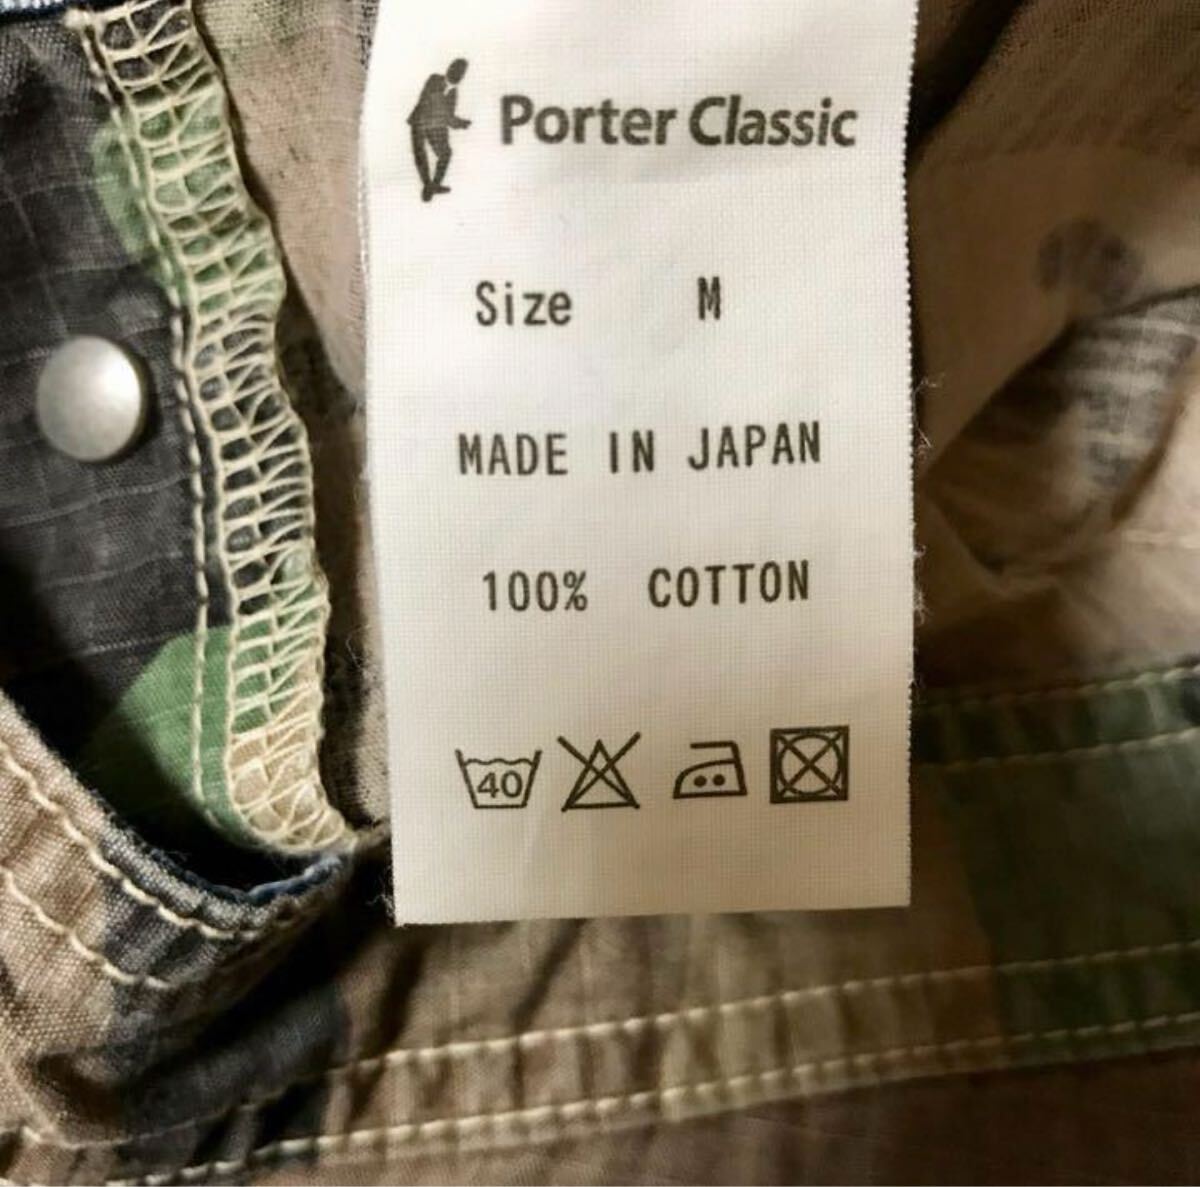 Porter Classic
Size M
MADE IN JAPAN
100% COTTON
40